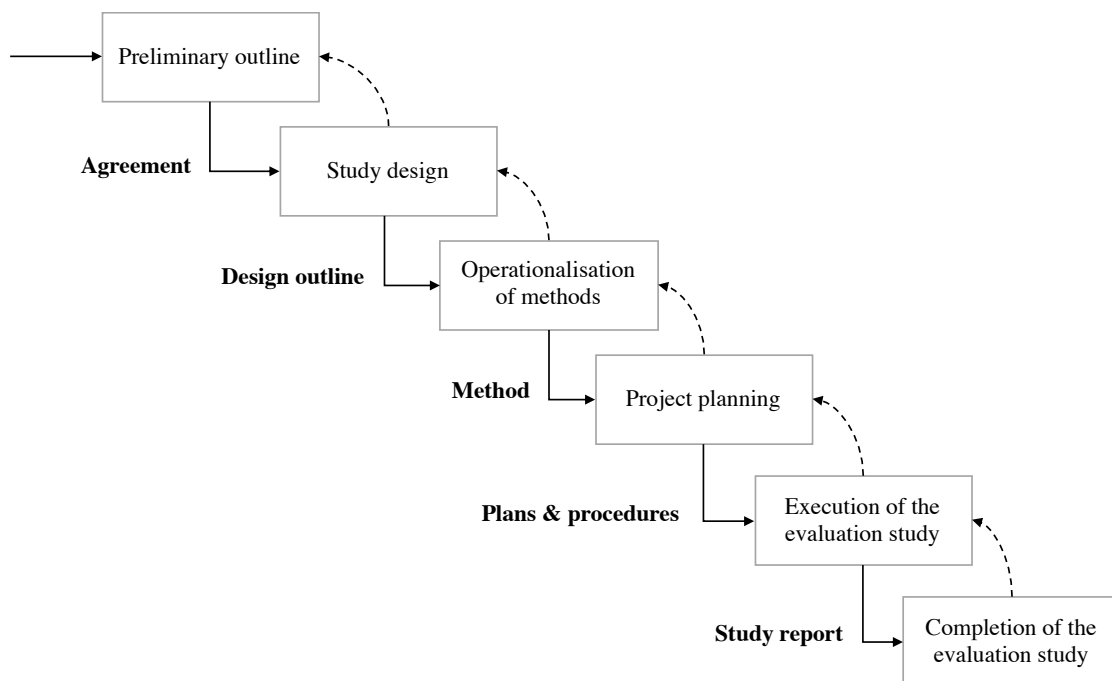 Preliminary outline
Agreement
Study design
Design outline
Operationalisation
of methods
Method
Project planning
Plans & procedures
Execution of the
evaluation study
Study report
Completion of the
evaluation study